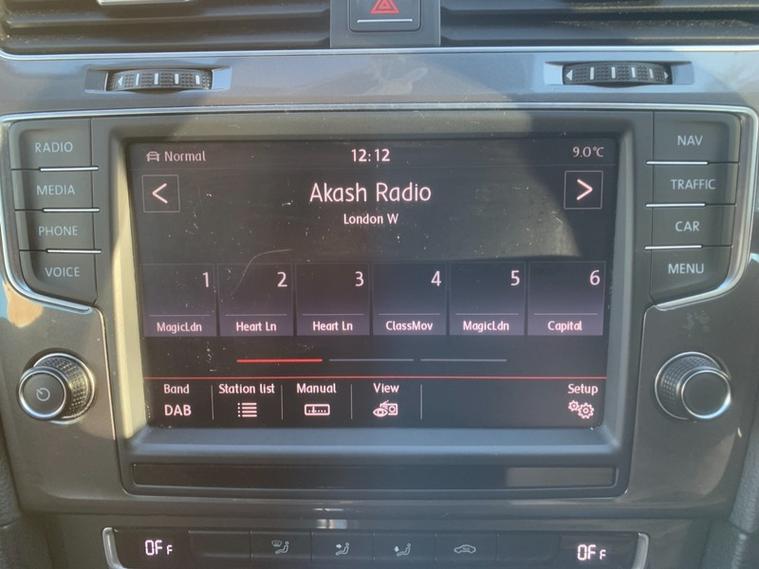 RADIO
MEDIA
PHONE
VOICE
NAV
TRAFFIC
CAR
MENU
Normal 12:12 9.0°C
< Akash Radio >
London W
1 2 3 4 5 6
MagicLdn Heart Ln Heart Ln ClassMov MagicLdn Capital
Band Station list Manual View Setup
DAB
OFF OFF